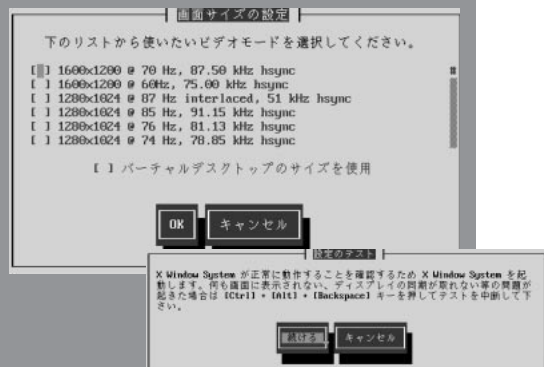 画面サイズの設定
下のリストから使いたいビデオモードを選択してください。
[ ] 1600x1200 @ 70 Hz, 87.50 kHz hsync
[ ] 1600x1200 @ 60Hz, 75.00 kHz hsync
[ ] 1280x1024 @ 87 Hz interlaced, 51 kHz hsync
[ ] 1280x1024 @ 85 Hz, 91.15 kHz hsync
[ ] 1280x1024 @ 76 Hz, 81.13 kHz hsync
[ ] 1280x1024 @ 74 Hz, 78.85 kHz hsync
[ ] バーチャルデスクトップのサイズを使用
OK キャンセル
設定のテスト
X Window System が正常に動作することを確認するため X Window System を起
動します。何も画面に表示されない、ディスプレイの同期が取れない等の問題が
起きた場合は [Ctrl] + [Alt] + [Backspace] キーを押してテストを中断して下
さい。
続ける キャンセル